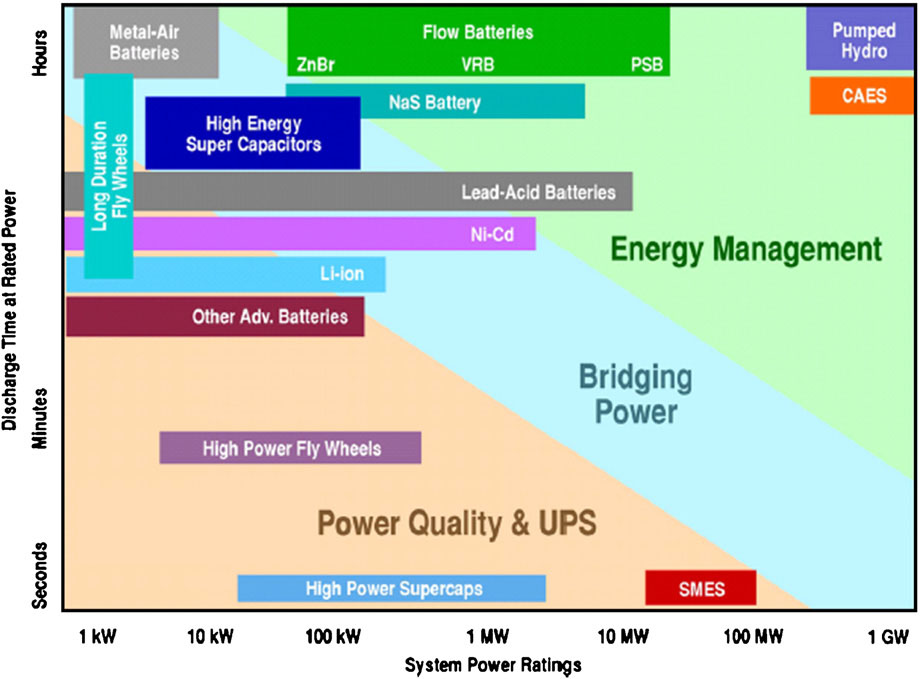 Metal-Air
Batteries
Flow Batteries
ZnBr VRB PSB
Pumped
Hydro
CAES
NaS Battery
High Energy
Super Capacitors
Long Duration
Fly Wheels
Lead-Acid Batteries
Ni-Cd
Energy Management
Li-ion
Other Adv. Batteries
Bridging
Power
High Power Fly Wheels
Power Quality & UPS
High Power Supercaps
SMES
Discharge Time at Rated Power
Hours
Minutes
Seconds
1 kW 10 kW 100 kW 1 MW 10 MW 100 MW 1 GW
System Power Ratings